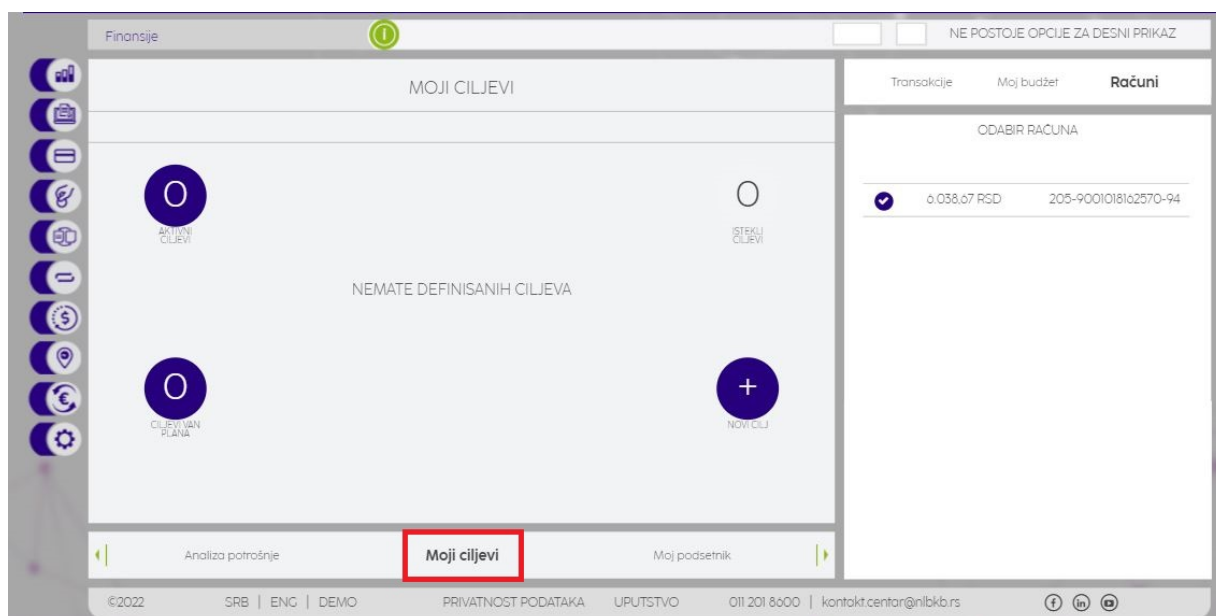 Finansije
NE POSTOJE OPCIJE ZA DESNI PRIKAZ
MOJI CILJEVI
0
AKTIVNI
CILJEVI
0
ISTEKLI
CILJEVI
NEMATE DEFINISANIH CILJEVA
0
CILJEVI VAN
PLANA
+
NOVI CILJ
Analiza potrošnje
Moji ciljevi
Moj podsetnik
Transakcije Moj budžet Računi
ODABIR RAČUNA
6.038,67 RSD 205-9001018162570-94
©2022 SRB | ENG | DEMO PRIVATNOST PODATAKA UPUTSTVO 011 201 8600 | kontakt.centar@nlbkb.rs